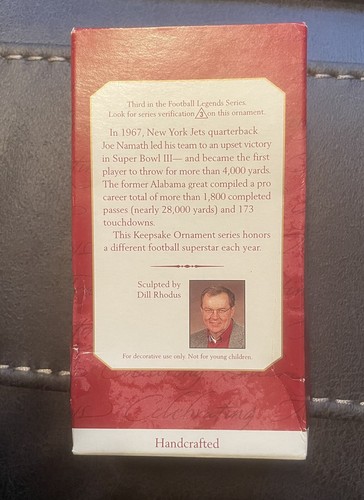 Third in the Football Legends Series.
Look for series verification 3 on this ornament.
In 1967, New York Jets quarterback
Joe Namath led his team to an upset victory
in Super Bowl III— and became the first
player to throw for more than 4,000 yards.
The former Alabama great compiled a pro
career total of more than 1,800 completed
passes (nearly 28,000 yards) and 173
touchdowns.
This Keepsake Ornament series honors
a different football superstar each year.
Sculpted by
Dill Rhodus
For decorative use only. Not for young children.
Celebrating
Handcrafted